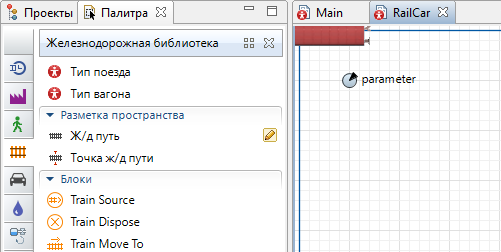 Проекты Палитра
Железнодорожная библиотека
Тип поезда
Тип вагона
Разметка пространства
Ж/д путь
Точка ж/д пути
Блоки
Train Source
Train Dispose
Train Move To
Main RailCar
parameter